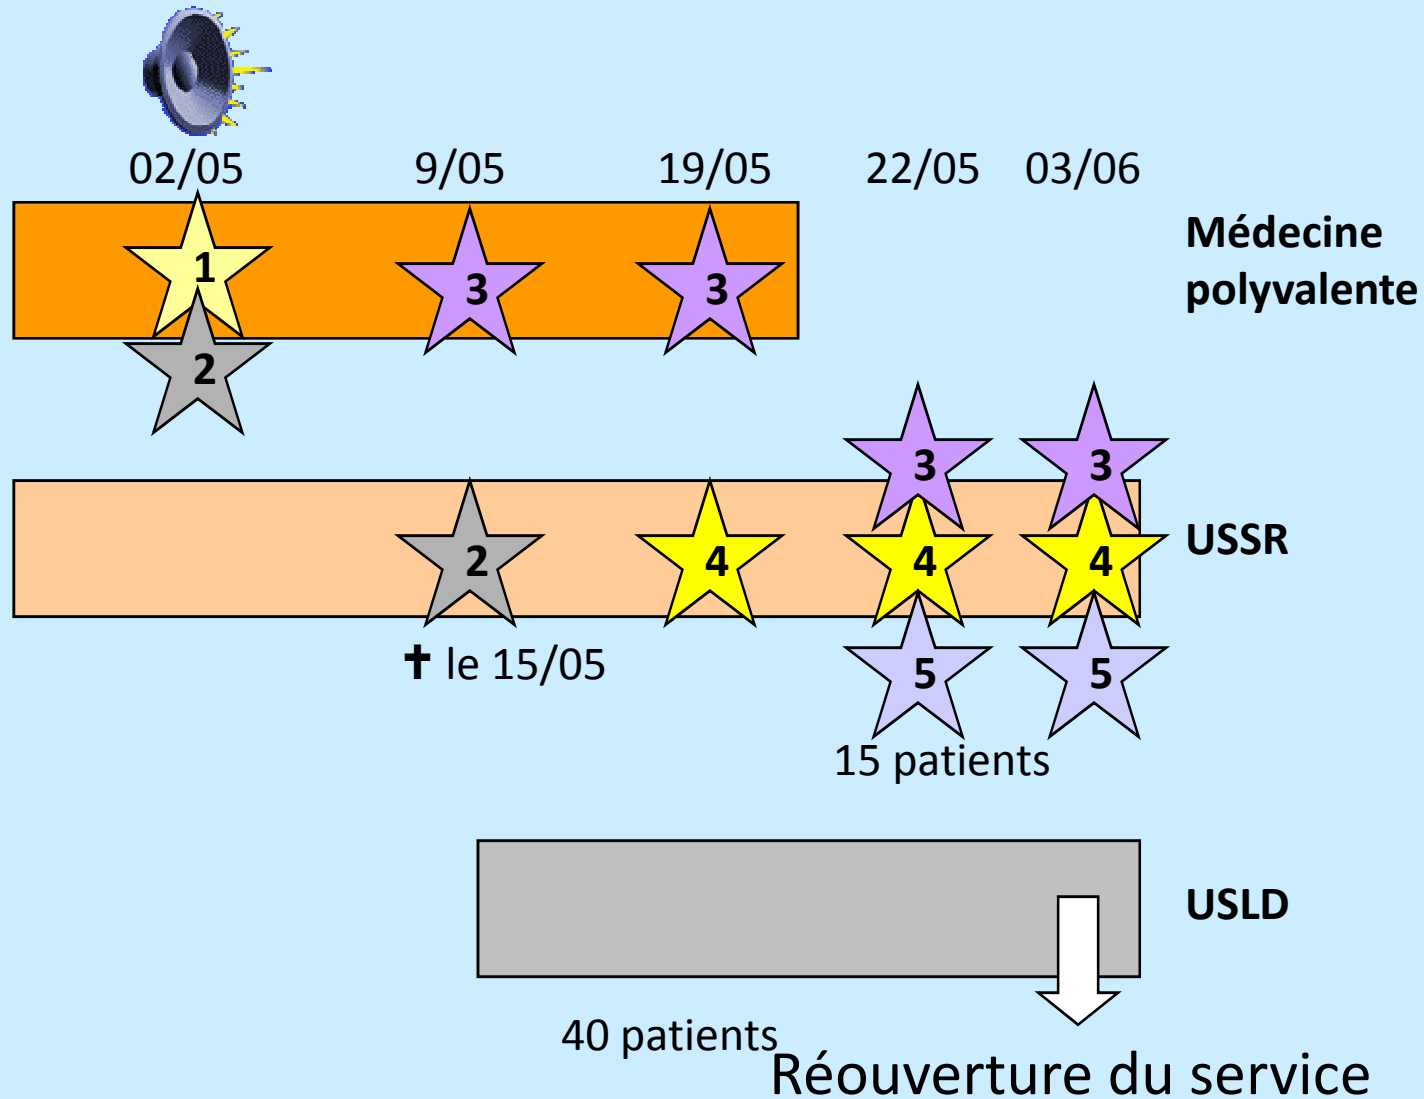 02/05 9/05 19/05 22/05 03/06
Médecine
polyvalente
1 3 3
2
3 3
USSR
2 4 4 4
✝ le 15/05
5 5
15 patients
USLD
40 patients
Réouverture du service